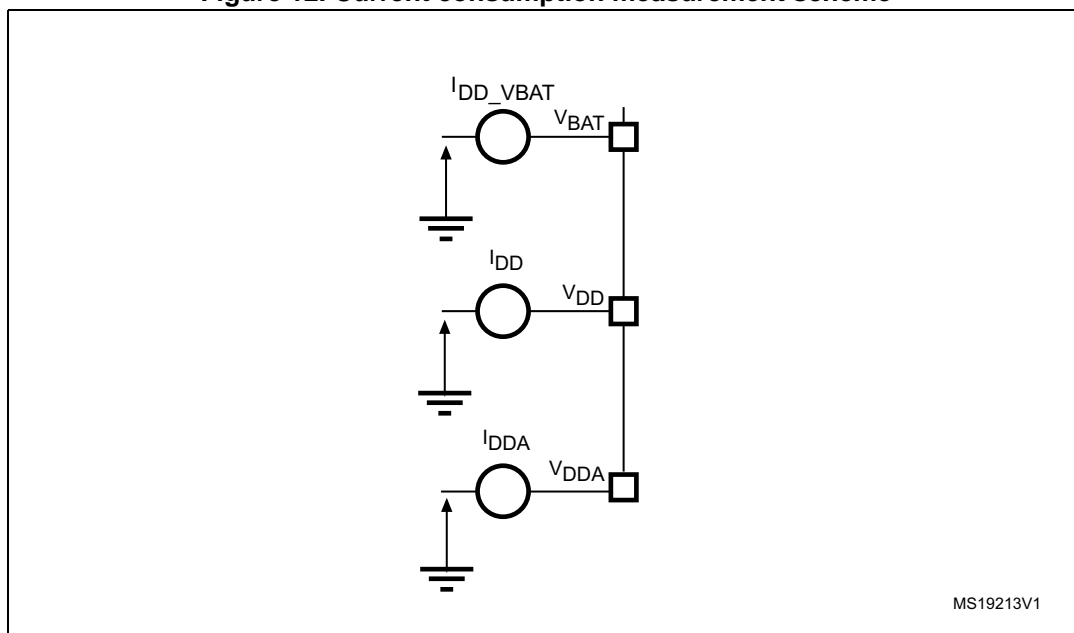 Figure 12. Current consumption measurement scheme
IDD_VBAT
VBAT
IDD
VDD
IDDA
VDDA
MS19213V1